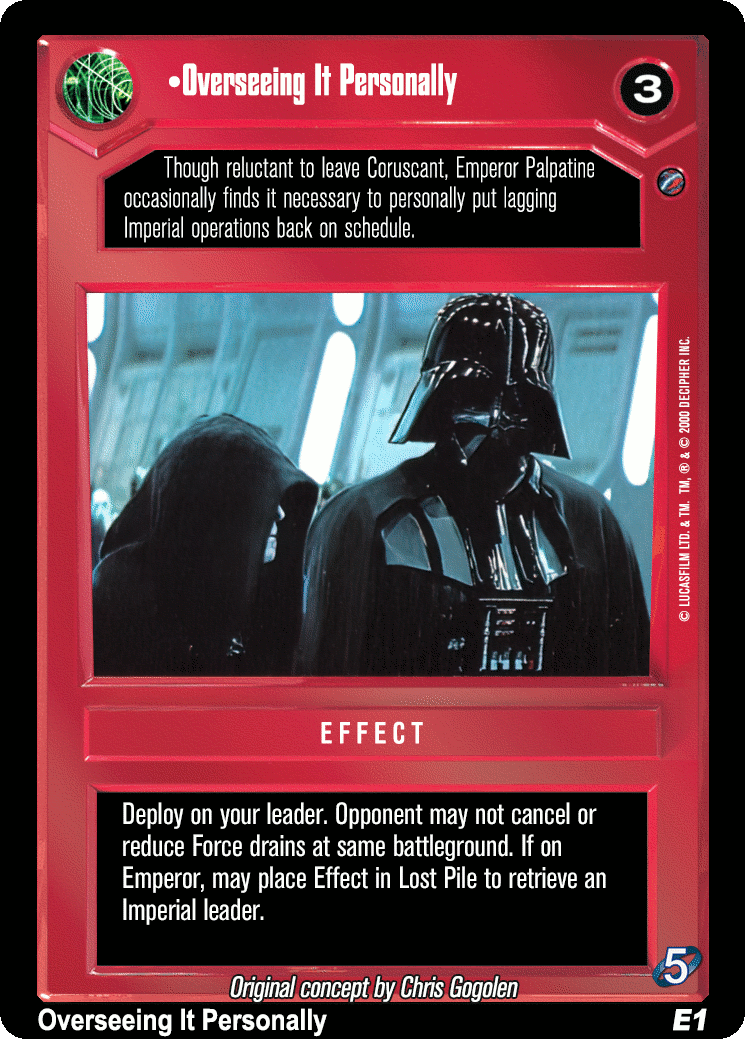 •Overseeing It Personally
3
Though reluctant to leave Coruscant, Emperor Palpatine
occasionally finds it necessary to personally put lagging
Imperial operations back on schedule.
© LUCASFILM LTD. & TM. TM, ® & © 2000 DECIPHER INC.
EFFECT
Deploy on your leader. Opponent may not cancel or
reduce Force drains at same battleground. If on
Emperor, may place Effect in Lost Pile to retrieve an
Imperial leader.
5
Original concept by Chris Gogolen
Overseeing It Personally
E1